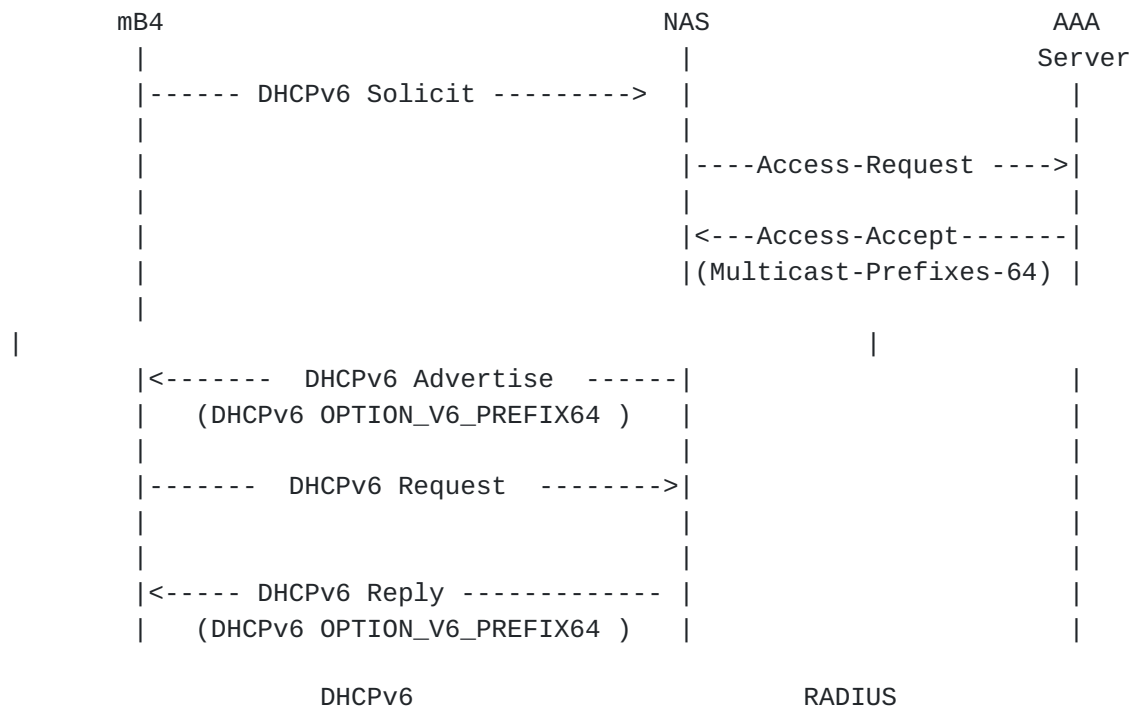 mB4 NAS AAA
Server
DHCPv6 Solicit
Access-Request
Access-Accept
(Multicast-Prefixes-64)
DHCPv6 Advertise
(DHCPv6 OPTION_V6_PREFIX64 )
DHCPv6 Request
DHCPv6 Reply
(DHCPv6 OPTION_V6_PREFIX64 )
DHCPv6 RADIUS